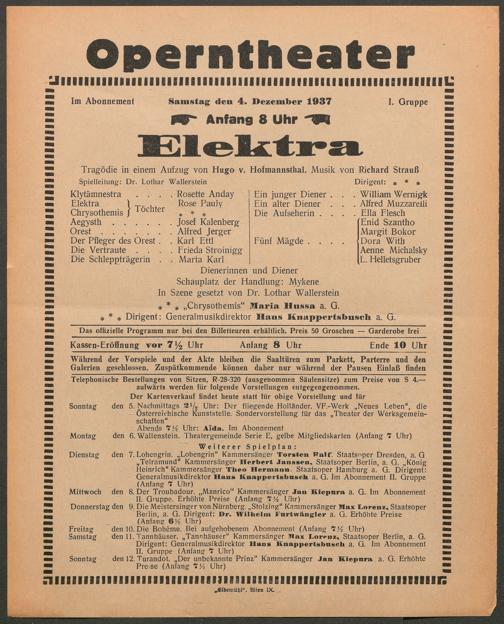 Operntheater
Im Abonnement Samstag den 4. Dezember 1937 I. Gruppe
Anfang 8 Uhr
Elektra
Tragödie in einem Aufzug von Hugo v. Hofmannsthal. Musik von Richard Strauß
Spielleitung: Dr. Lothar Wallerstein Dirigent: * * *
Klytämnestra . . . . . Rosette Anday
Elektra } Töchter . . Rose Pauly
Chrysothemis } Töchter . . * * *
Aegysth . . . . . . Josef Kalenberg
Orest . . . . . . . Alfred Jerger
Der Pfleger des Orest . . Karl Ettl
Die Vertraute . . . . . Frieda Stroinigg
Die Schleppträgerin . . Maria Karl
Ein junger Diener . . . William Wernigk
Ein alter Diener . . . Alfred Muzzarelli
Die Aufseherin . . . Ella Flesch
Fünf Mägde . . . {
Enid Szantho
Margit Bokor
Dora With
Aenne Michalsky
L. Helletsgruber
Dienerinnen und Diener
Schauplatz der Handlung: Mykene
In Szene gesetzt von Dr. Lothar Wallerstein
* * * „Chrysothemis" Maria Hussa a. G.
* * * Dirigent: Generalmusikdirektor Hans Knappertsbusch a. G.
Das offizielle Programm nur bei den Billetteuren erhältlich. Preis 50 Groschen — Garderobe frei
Kassen-Eröffnung vor 7½ Uhr Anfang 8 Uhr Ende 10 Uhr
Während der Vorspiele und der Akte bleiben die Saaltüren zum Parkett, Parterre und den
Galerien geschlossen. Zuspätkommende können daher nur während der Pausen Einlaß finden
Telephonische Bestellungen von Sitzen, R-28-320 (ausgenommen Säulensitze) zum Preise von S 4.—
aufwärts werden für folgende Vorstellungen entgegengenommen.
Der Kartenverkauf findet heute statt für obige Vorstellung und für
Sonntag den 5. Nachmittags 2½ Uhr: Der fliegende Holländer. VF.-Werk „Neues Leben", die
Österreichische Kunststelle. Sondervorstellung für das „Theater der Werksgemein-
schaften"
Abends 7½ Uhr: Aida. Im Abonnement
Montag den 6. Wallenstein. Theatergemeinde Serie E, gelbe Mitgliedskarten (Anfang 7 Uhr)
Weiterer Spielplan:
Dienstag den 7. Lohengrin. „Lohengrin" Kammersänger Torsten Ralf, Staatsoper Dresden, a. G
„Telramund" Kammersänger Herbert Janssen, Staatsoper Berlin, a. G. „König
Heinrich" Kammersänger Theo Hermann, Staatsoper Hamburg a. G. Dirigent:
Generalmusikdirektor Hans Knappertsbusch a. G. Im Abonnement II. Gruppe
(Anfang 7 Uhr)
Mittwoch den 8. Der Troubadour. „Manrico" Kammersänger Jan Kiepura a. G. Im Abonnement
II. Gruppe. Erhöhte Preise (Anfang 7½ Uhr)
Donnerstag den 9. Die Meistersinger von Nürnberg. „Stolzing" Kammersänger Max Lorenz, Staatsoper
Berlin, a. G. Dirigent: Dr. Wilhelm Furtwängler a. G. Erhöhte Preise
(Anfang 6½ Uhr)
Freitag den 10. Die Bohème. Bei aufgehobenem Abonnement (Anfang 7½ Uhr)
Samstag den 11. Tannhäuser. „Tannhäuser" Kammersänger Max Lorenz, Staatsoper Berlin, a. G.
Dirigent: Generalmusikdirektor Hans Knappertsbusch a. G. Im Abonnement
II. Gruppe (Anfang 7 Uhr)
Sonntag den 12. Turandot. „Der unbekannte Prinz" Kammersänger Jan Kiepura a. G. Erhöhte
Preise (Anfang 7½ Uhr)
„Elbemühl", Wien IX.